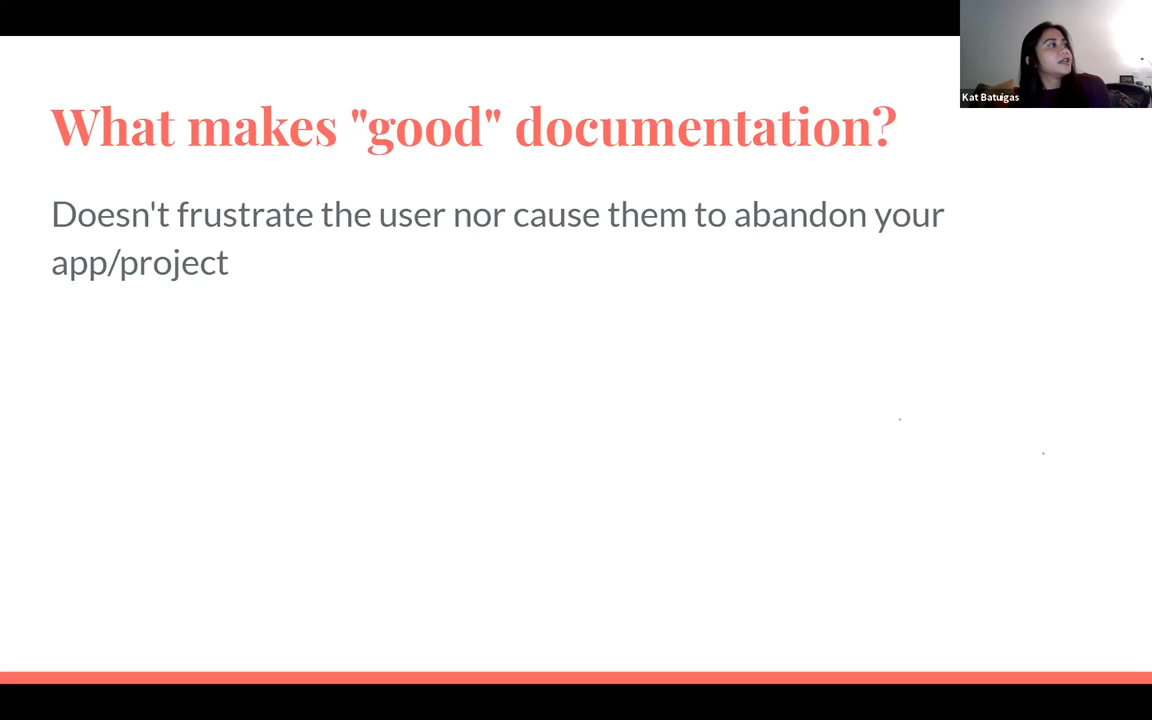 Kat Batuigas
What makes "good" documentation?
Doesn't frustrate the user nor cause them to abandon your
app/project